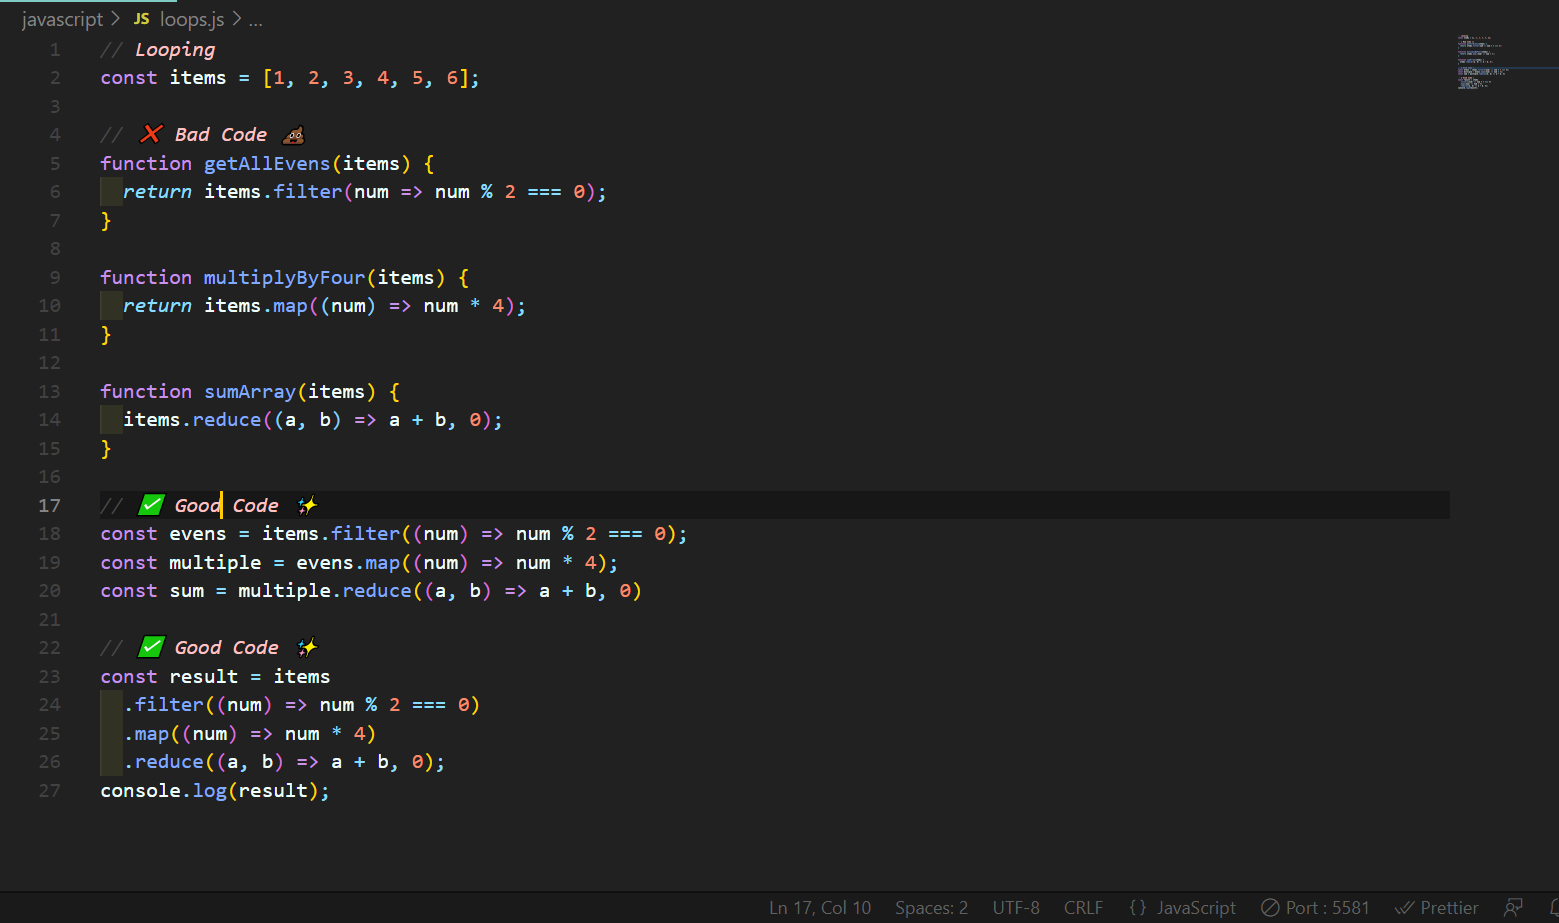 javascript > JS loops.js > ...
1 // Looping
2 const items = [1, 2, 3, 4, 5, 6];
3
4 // ❌ Bad Code 💩
5 function getAllEvens(items) {
6   return items.filter(num => num % 2 === 0);
7 }
8
9 function multiplyByFour(items) {
10   return items.map((num) => num * 4);
11 }
12
13 function sumArray(items) {
14   items.reduce((a, b) => a + b, 0);
15 }
16
17 // ✅ Good Code ✨
18 const evens = items.filter((num) => num % 2 === 0);
19 const multiple = evens.map((num) => num * 4);
20 const sum = multiple.reduce((a, b) => a + b, 0)
21
22 // ✅ Good Code ✨
23 const result = items
24   .filter((num) => num % 2 === 0)
25   .map((num) => num * 4)
26   .reduce((a, b) => a + b, 0);
27 console.log(result);
Ln 17, Col 10 Spaces: 2 UTF-8 CRLF {} JavaScript Port : 5581 Prettier